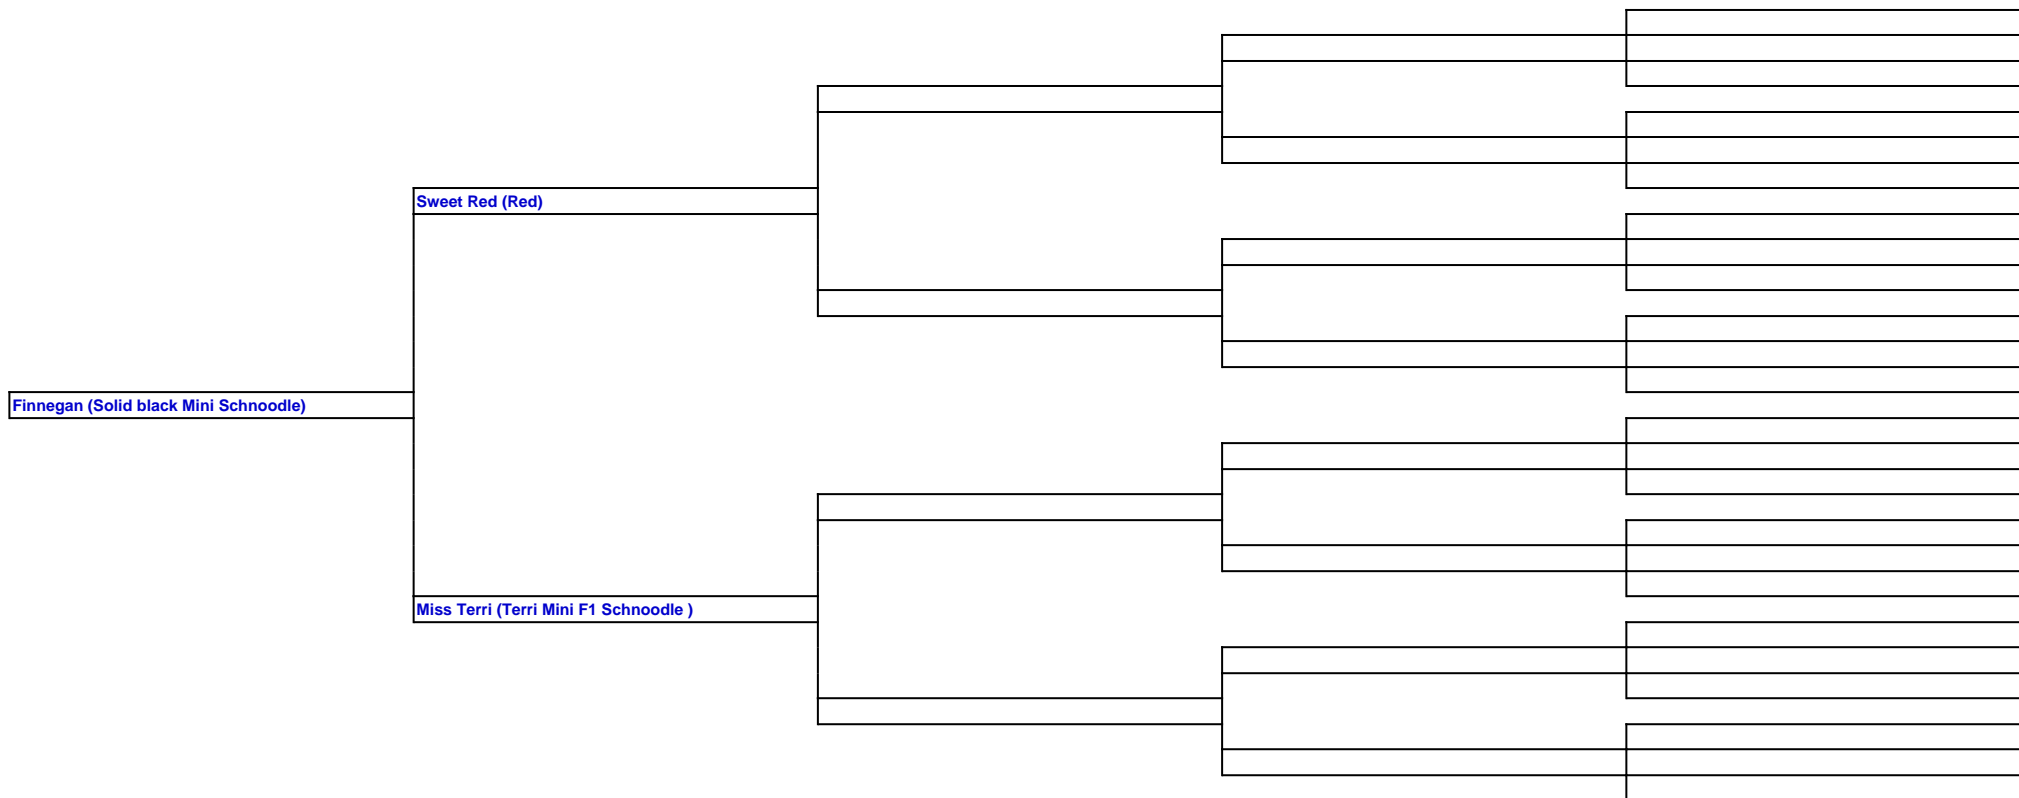 Sweet Red (Red)
Finnegan (Solid black Mini Schnoodle)
Miss Terri (Terri Mini F1 Schnoodle )